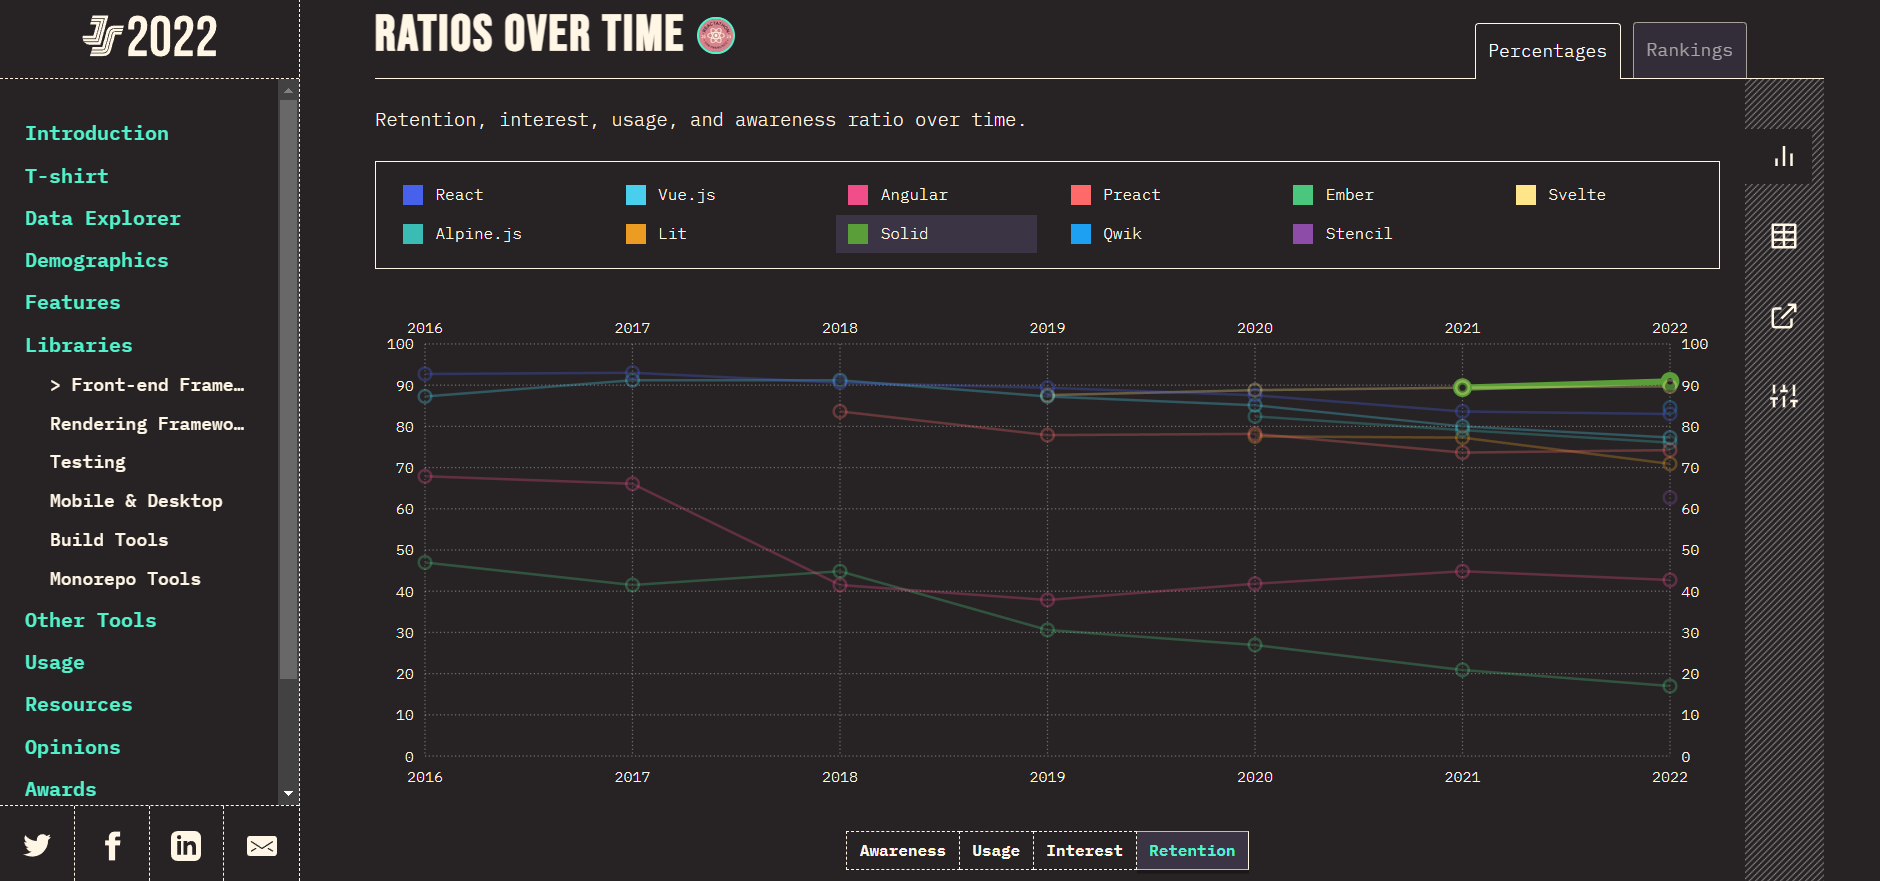 JS 2022
Introduction
T-shirt
Data Explorer
Demographics
Features
Libraries
> Front-end Frame…
Rendering Framewo…
Testing
Mobile & Desktop
Build Tools
Monorepo Tools
Other Tools
Usage
Resources
Opinions
Awards
RATIOS OVER TIME
Percentages Rankings
Retention, interest, usage, and awareness ratio over time.
React Vue.js Angular Preact Ember Svelte
Alpine.js Lit Solid Qwik Stencil
2016 2017 2018 2019 2020 2021 2022
100 100
90 90
80 80
70 70
60 60
50 50
40 40
30 30
20 20
10 10
0 0
2016 2017 2018 2019 2020 2021 2022
Awareness Usage Interest Retention